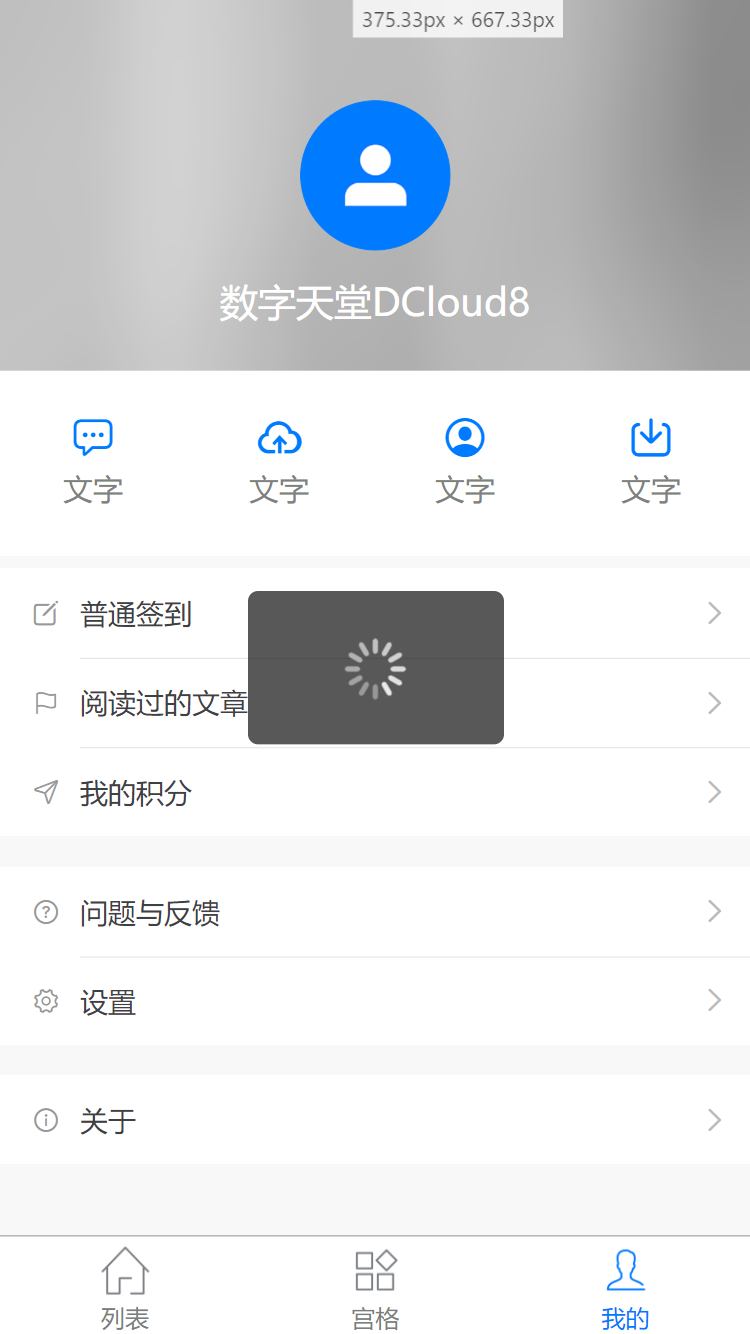 375.33px × 667.33px
数字天堂DCloud8
文字 文字 文字 文字
普通签到
阅读过的文章
我的积分
问题与反馈
设置
关于
列表 宫格 我的